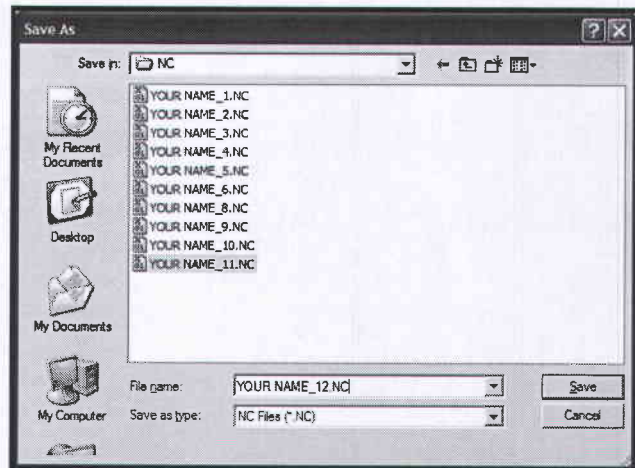 Save As
Save in:
NC
YOUR NAME_1.NC
YOUR NAME_2.NC
YOUR NAME_3.NC
YOUR NAME_4.NC
YOUR NAME_5.NC
YOUR NAME_6.NC
YOUR NAME_8.NC
YOUR NAME_9.NC
YOUR NAME_10.NC
YOUR NAME_11.NC
My Recent
Documents
Desktop
My Documents
My Computer
File name:
YOUR NAME_12.NC
Save
Save as type:
NC Files (*.NC)
Cancel